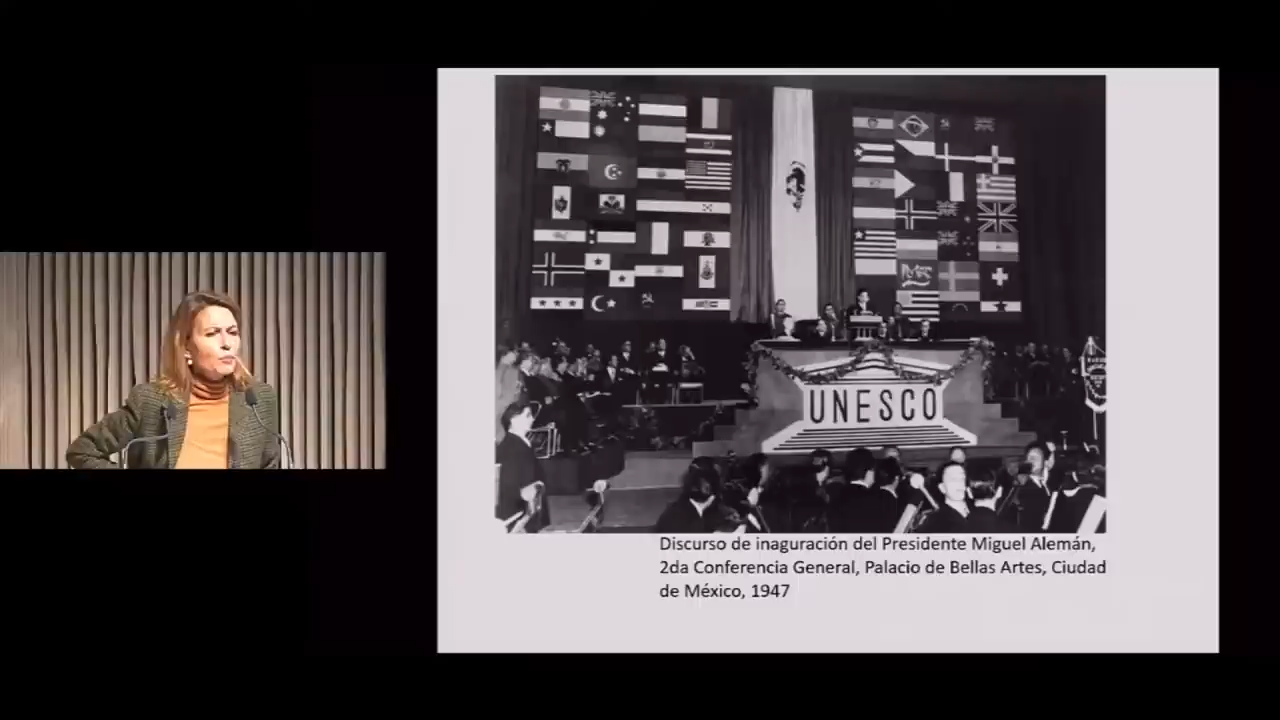 UNESCO
Discurso de inaguración del Presidente Miguel Alemán,
2da Conferencia General, Palacio de Bellas Artes, Ciudad
de México, 1947